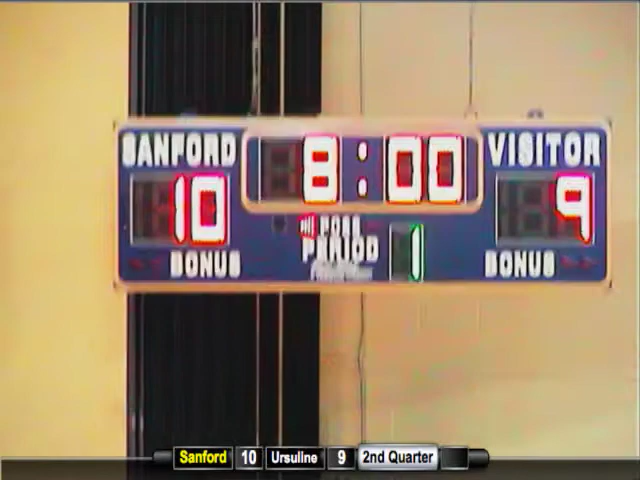 SANFORD 8:00 VISITOR
10 9
POSS
PERIOD 1
BONUS BONUS
Sanford 10 Ursuline 9 2nd Quarter